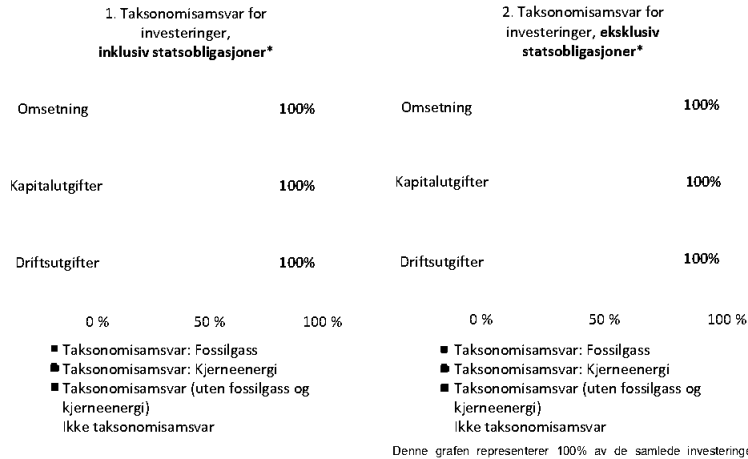 1. Taksonomisamsvar for
investeringer,
inklusiv statsobligasjoner*
Omsetning 100%
Kapitalutgifter 100%
Driftsutgifter 100%
0 % 50 % 100 %
Taksonomisamsvar: Fossilgass
Taksonomisamsvar: Kjerneenergi
Taksonomisamsvar (uten fossilgass og
kjerneenergi)
Ikke taksonomisamsvar
2. Taksonomisamsvar for
investeringer, eksklusiv
statsobligasjoner*
Omsetning 100%
Kapitalutgifter 100%
Driftsutgifter 100%
0 % 50 % 100 %
Taksonomisamsvar: Fossilgass
Taksonomisamsvar: Kjerneenergi
Taksonomisamsvar (uten fossilgass og
kjerneenergi)
Ikke taksonomisamsvar
Denne grafen representerer 100% av de samlede investeringe